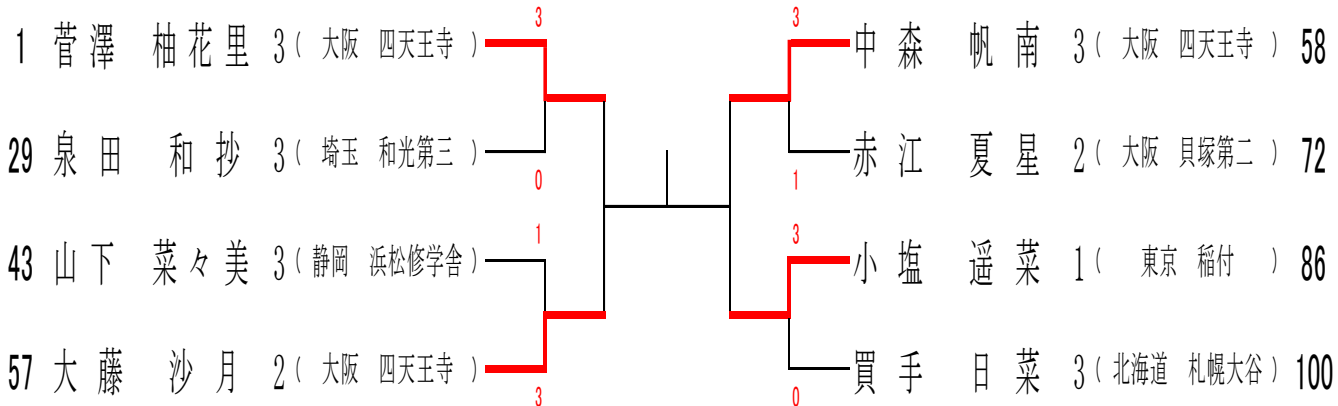 3 3
1 菅澤 柚花里 3( 大阪 四天王寺 ) 中森 帆南 3( 大阪 四天王寺 ) 58
29 泉田 和抄 3( 埼玉 和光第三 ) 赤江 夏星 2( 大阪 貝塚第二 ) 72
0 1
1 3
43 山下 菜々美 3( 静岡 浜松修学舎 ) 小塩 遥菜 1( 東京 稲付 ) 86
57 大藤 沙月 2( 大阪 四天王寺 ) 買手 日菜 3( 北海道 札幌大谷 ) 100
3 0